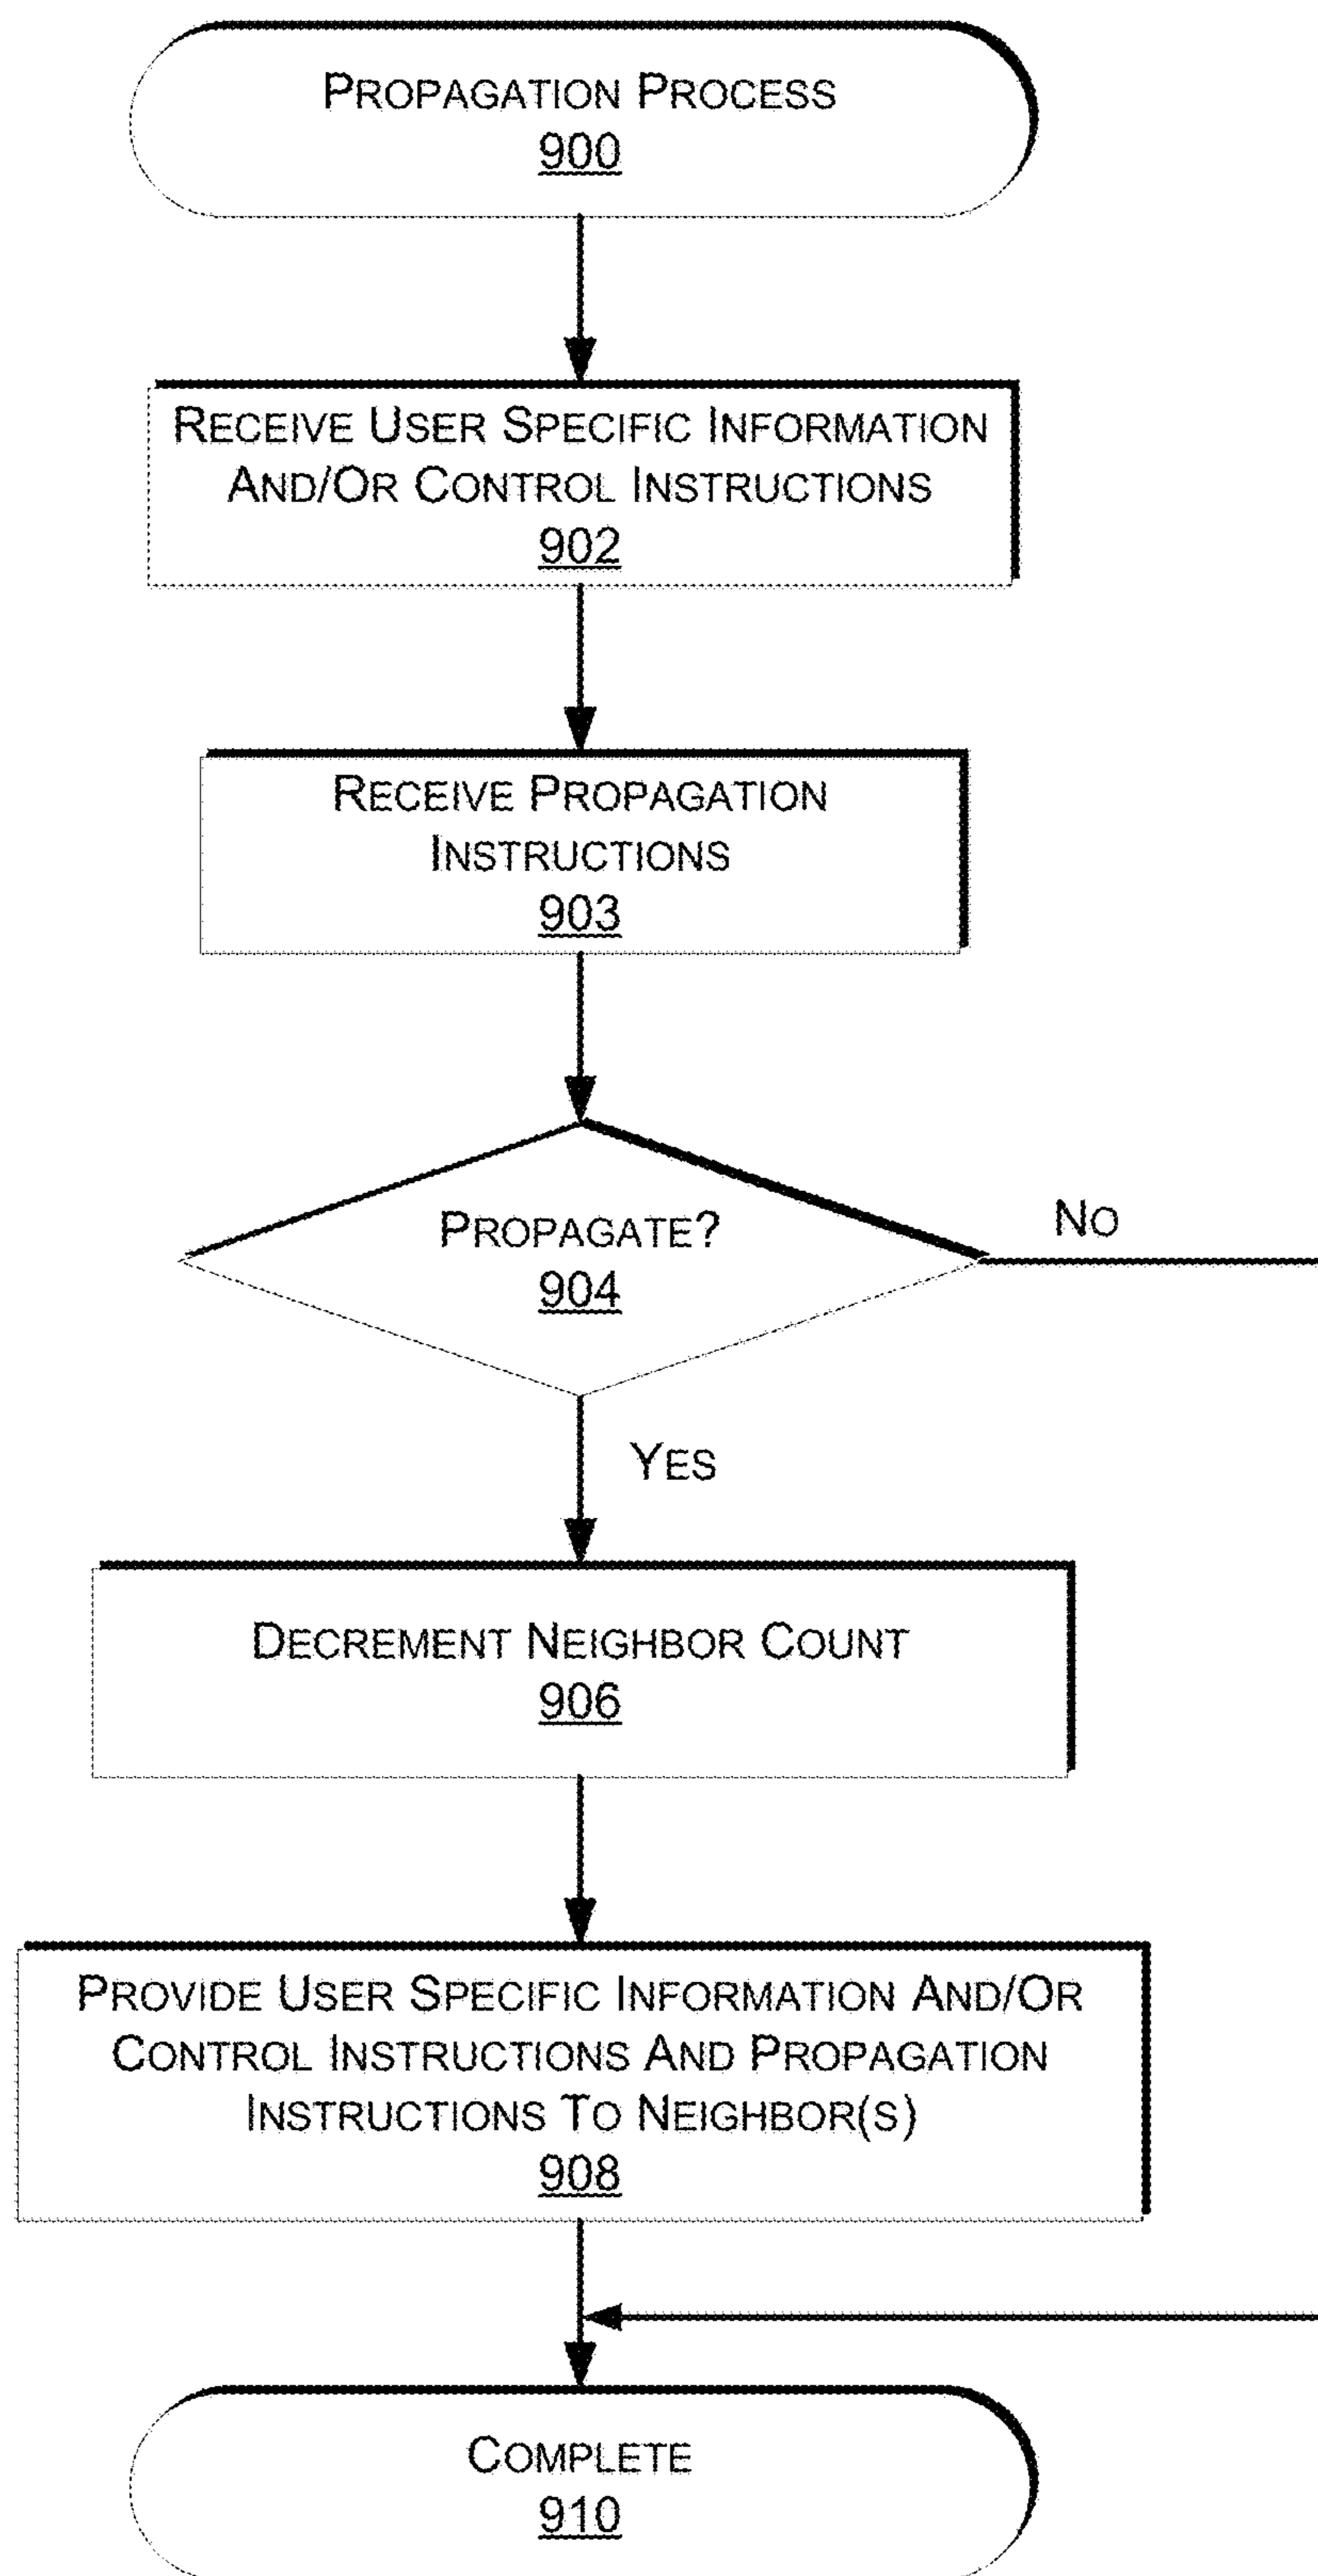 PROPAGATION PROCESS
900
RECEIVE USER SPECIFIC INFORMATION
AND/OR CONTROL INSTRUCTIONS
902
RECEIVE PROPAGATION
INSTRUCTIONS
903
PROPAGATE?
904
NO
YES
DECREMENT NEIGHBOR COUNT
906
PROVIDE USER SPECIFIC INFORMATION AND/OR
CONTROL INSTRUCTIONS AND PROPAGATION
INSTRUCTIONS TO NEIGHBOR(S)
908
COMPLETE
910